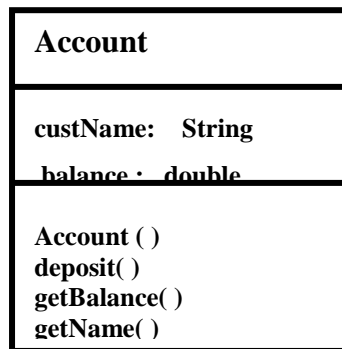 Account
custName: String
balance : double
Account ( )
deposit( )
getBalance( )
getName( )